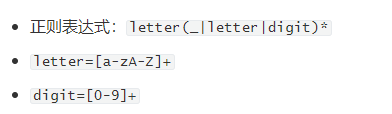 正则表达式：letter(_|letter|digit)*
letter=[a-zA-Z]+
digit=[0-9]+